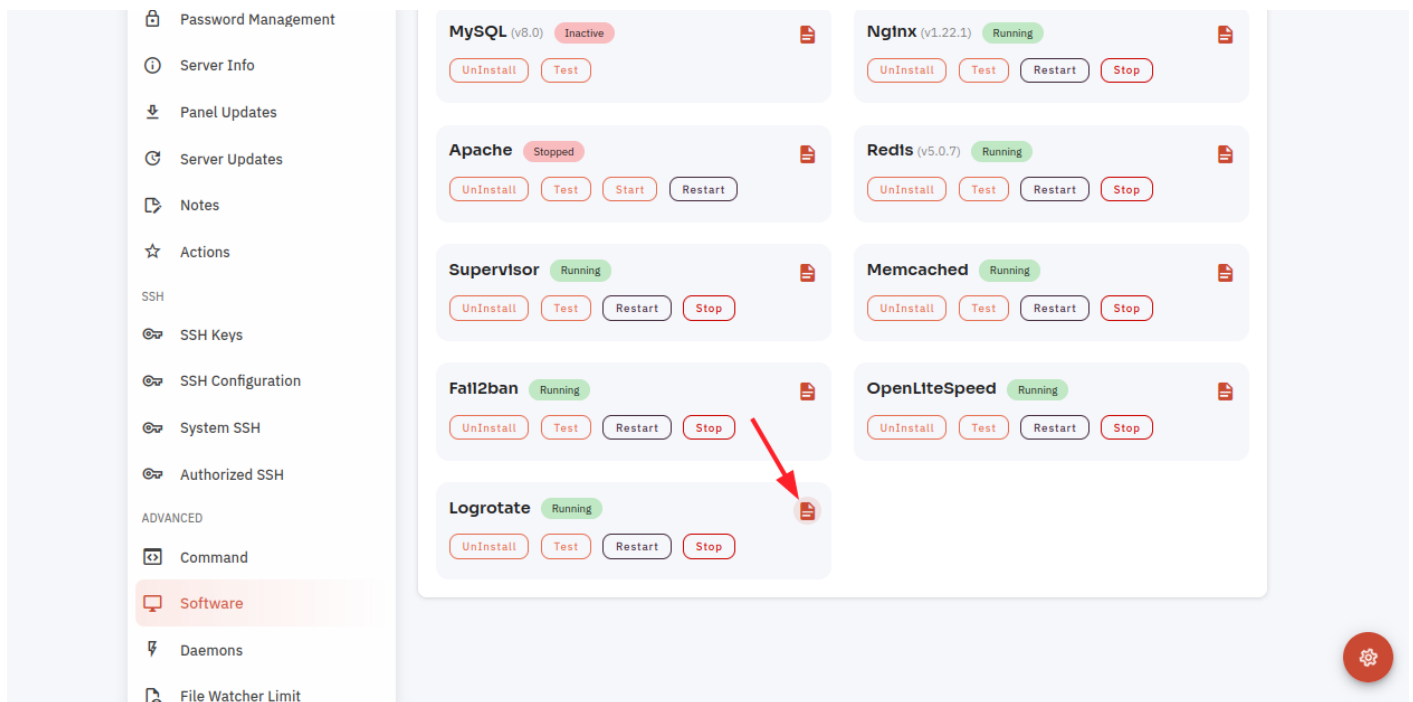 Password Management
Server Info
Panel Updates
Server Updates
Notes
Actions
SSH
SSH Keys
SSH Configuration
System SSH
Authorized SSH
ADVANCED
Command
Software
Daemons
File Watcher Limit
MySQL (v8.0) Inactive
UnInstall Test
Nginx (v1.22.1) Running
UnInstall Test Restart Stop
Apache Stopped
UnInstall Test Start Restart
Redis (v5.0.7) Running
UnInstall Test Restart Stop
Supervisor Running
UnInstall Test Restart Stop
Memcached Running
UnInstall Test Restart Stop
Fail2ban Running
UnInstall Test Restart Stop
OpenLiteSpeed Running
UnInstall Test Restart Stop
Logrotate Running
UnInstall Test Restart Stop